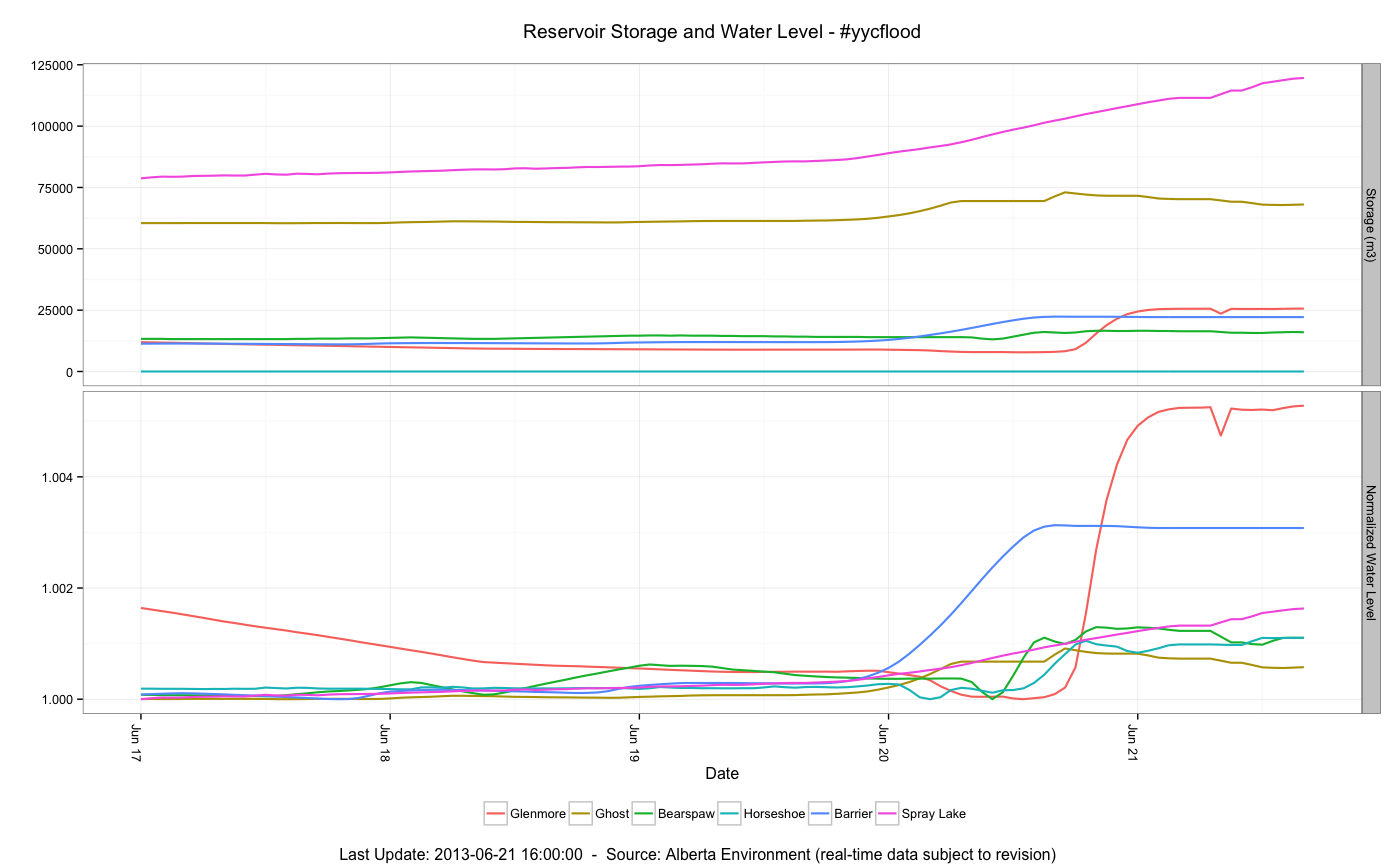 Reservoir Storage and Water Level - #yycflood
125000
100000
75000
50000
25000
0
Storage (m3)
1.004
1.002
1.000
Normalized Water Level
Jun 17
Jun 18
Jun 19
Jun 20
Jun 21
Date
Glenmore Ghost Bearspaw Horseshoe Barrier Spray Lake
Last Update: 2013-06-21 16:00:00 - Source: Alberta Environment (real-time data subject to revision)